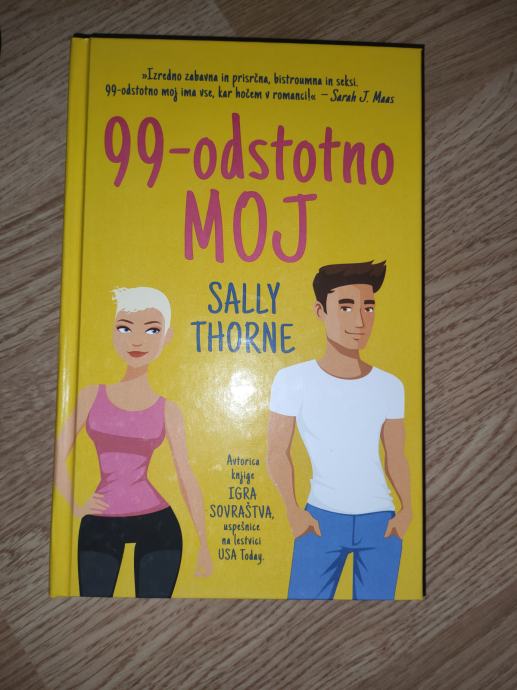 »Izredno zabavna in prisrčna, bistroumna in seksi.
99-odstotno moj ima vse, kar hočem v romanci!« – Sarah J. Maas
99-odstotno
MOJ
SALLY
THORNE
Avtorica
knjige
IGRA
SOVRAŠTVA,
uspešnice
na lestvici
USA Today.